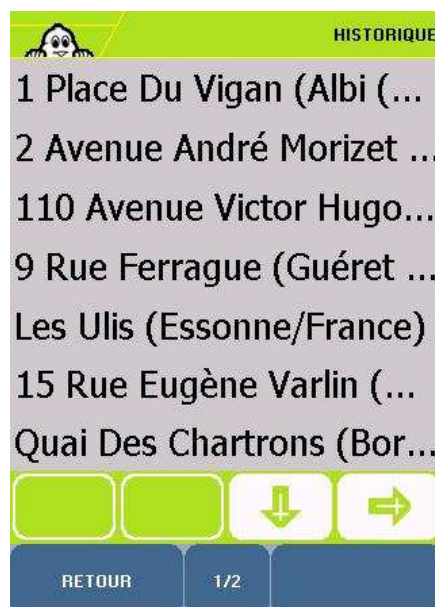 HISTORIQUE
1 Place Du Vigan (Albi (...
2 Avenue André Morizet ...
110 Avenue Victor Hugo...
9 Rue Ferrague (Guéret ...
Les Ulis (Essonne/France)
15 Rue Eugène Varlin (...
Quai Des Chartrons (Bor...
RETOUR 1/2